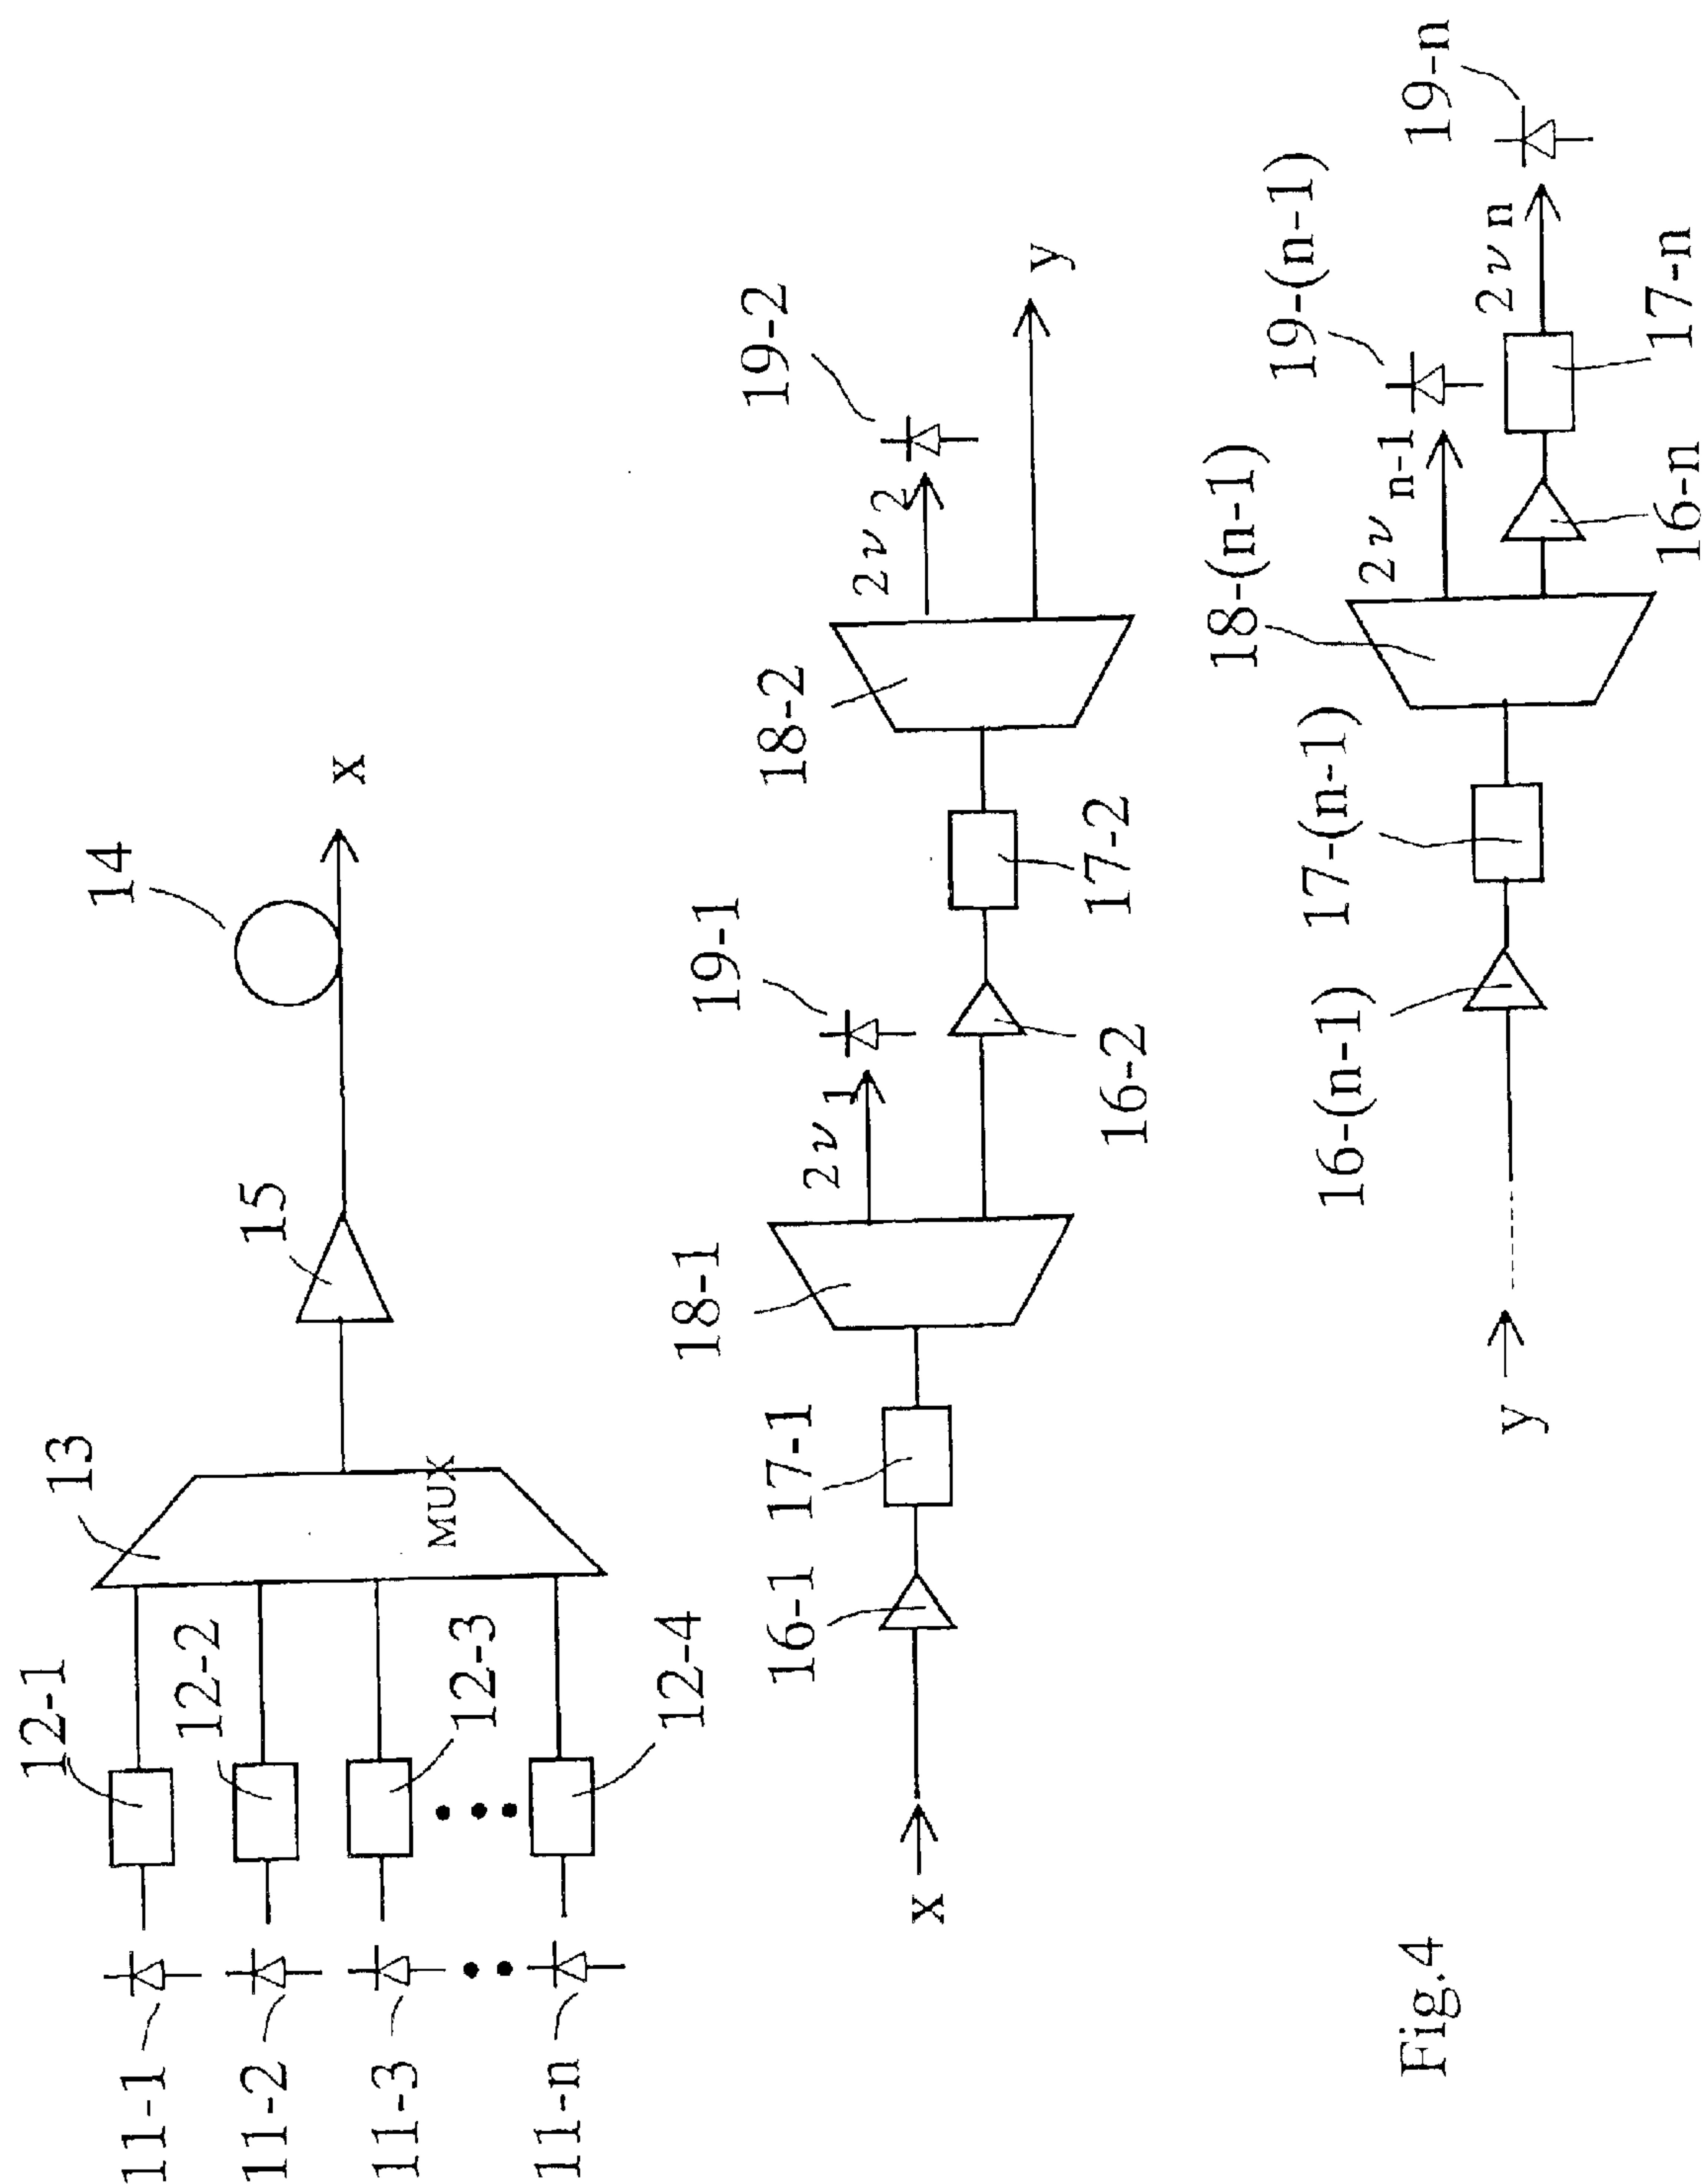 11-1
11-2
11-3
11-n
12-1
12-2
12-3
12-4
13
MUX
15
14
x
x
16-1
17-1
18-1
2ν1
19-1
16-2
17-2
18-2
2ν2
19-2
y
y
16-(n-1)
17-(n-1)
18-(n-1)
2νn-1
19-(n-1)
16-n
17-n
2νn
19-n
Fig.4